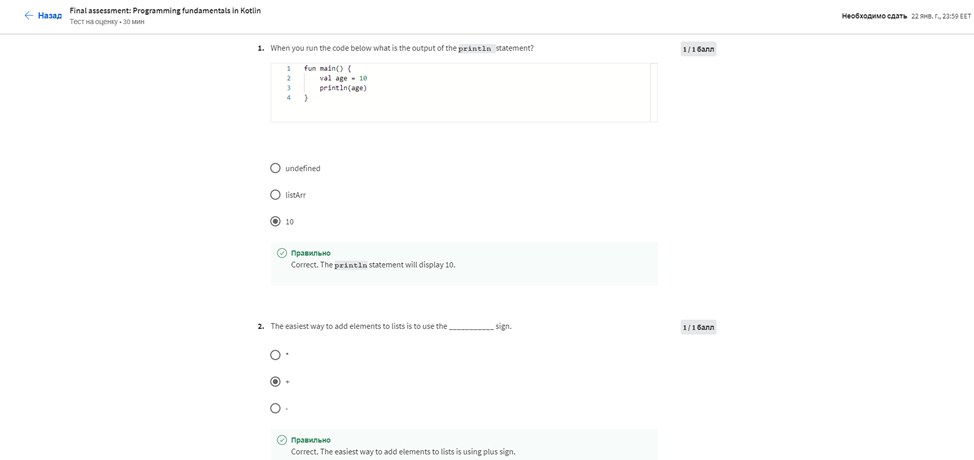 Назад
Final assessment: Programming fundamentals in Kotlin
Тест на оценку • 30 мин
Необходимо сдать 22 янв. г., 23:59 EET
1. When you run the code below what is the output of the println statement?
1 / 1 балл
1 fun main() {
2 val age = 10
3 println(age)
4 }
undefined
listArr
10
Правильно
Correct. The println statement will display 10.
2. The easiest way to add elements to lists is to use the ___________ sign.
1 / 1 балл
*
+
-
Правильно
Correct. The easiest way to add elements to lists is using plus sign.